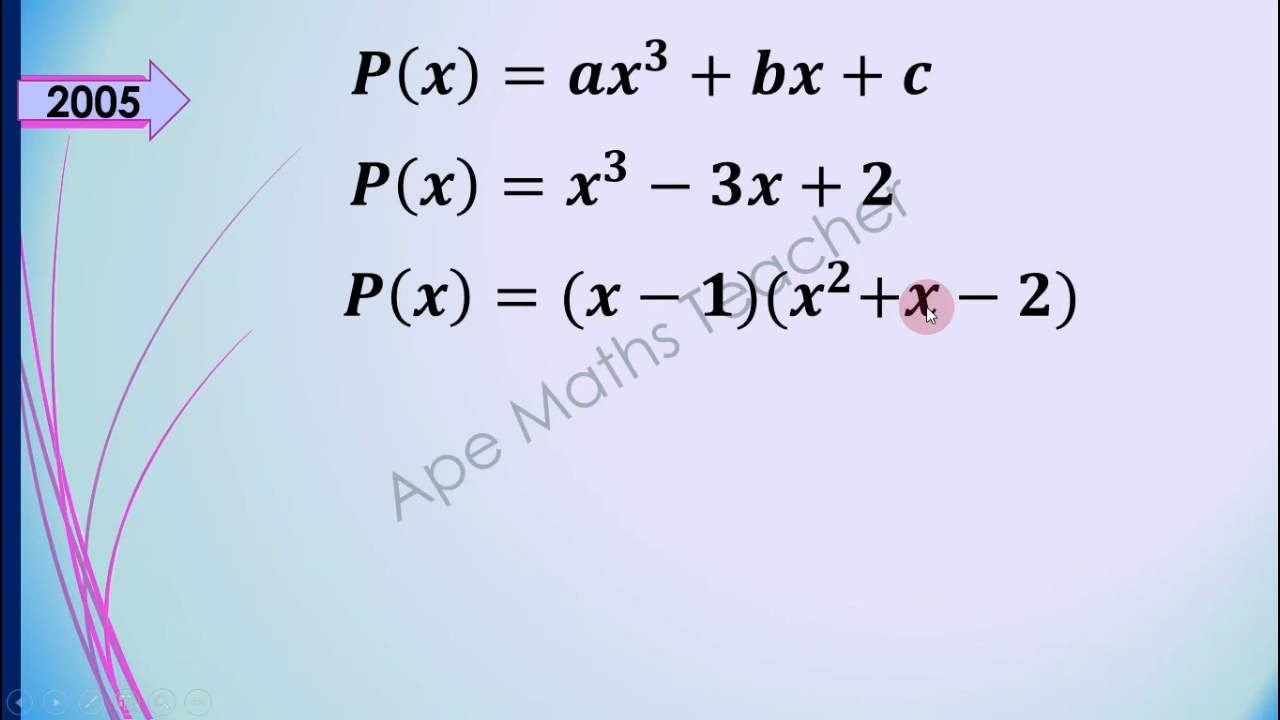 2005
P(x) = ax³ + bx + c
P(x) = x³ − 3x + 2
P(x) = (x − 1)(x²+x − 2)
Ape Maths Teacher